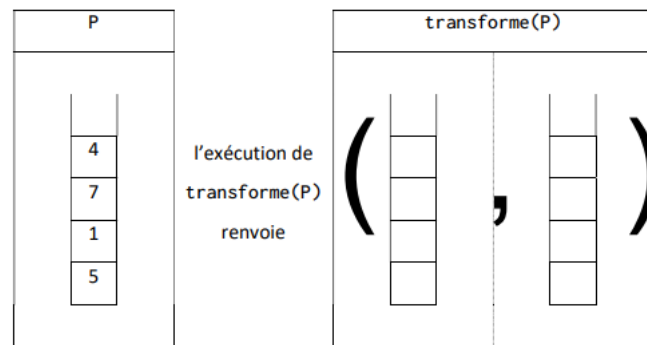 P
transforme(P)
4
7
1
5
l'exécution de
transforme(P)
renvoie
( , )